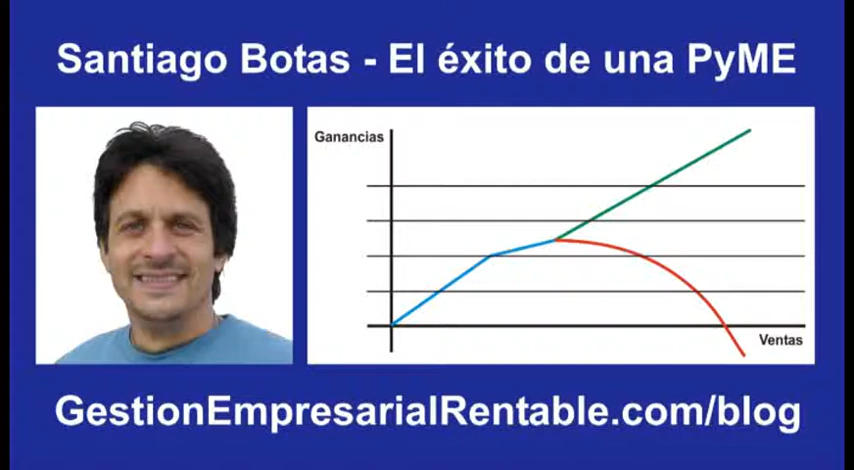 Santiago Botas - El éxito de una PyME
Ganancias
Ventas
GestionEmpresarialRentable.com/blog